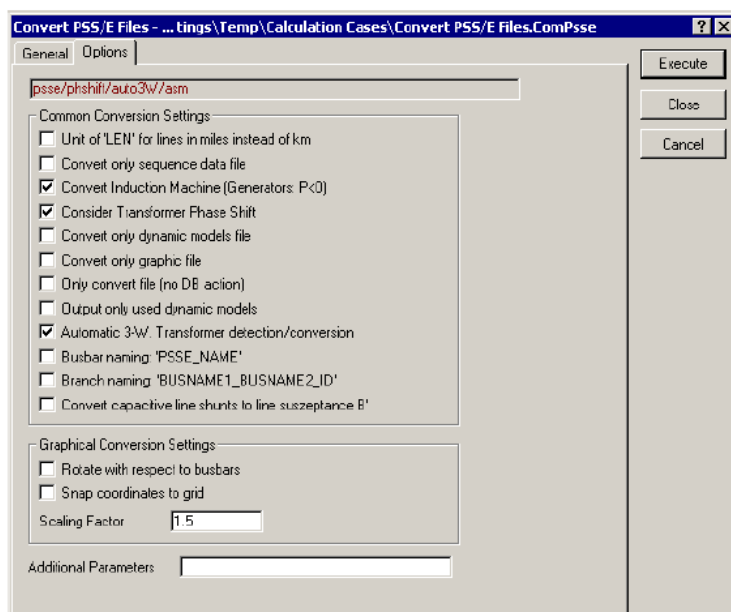 Convert PSS/E Files - ... tings\Temp\Calculation Cases\Convert PSS/E Files.ComPsse
General
Options
Execute
Close
Cancel
psse/phshift/auto3W//asm
Common Conversion Settings
Unit of 'LEN' for lines in miles instead of km
Convert only sequence data file
Convert Induction Machine (Generators: P<0)
Consider Transformer Phase Shift
Convert only dynamic models file
Convert only graphic file
Only convert file (no DB action)
Output only used dynamic models
Automatic 3-W. Transformer detection/conversion
Busbar naming: 'PSSE_NAME'
Branch naming: 'BUSNAME1_BUSNAME2_ID'
Convert capacitive line shunts to line suszeptance B'
Graphical Conversion Settings
Rotate with respect to busbars
Snap coordinates to grid
Scaling Factor 1.5
Additional Parameters